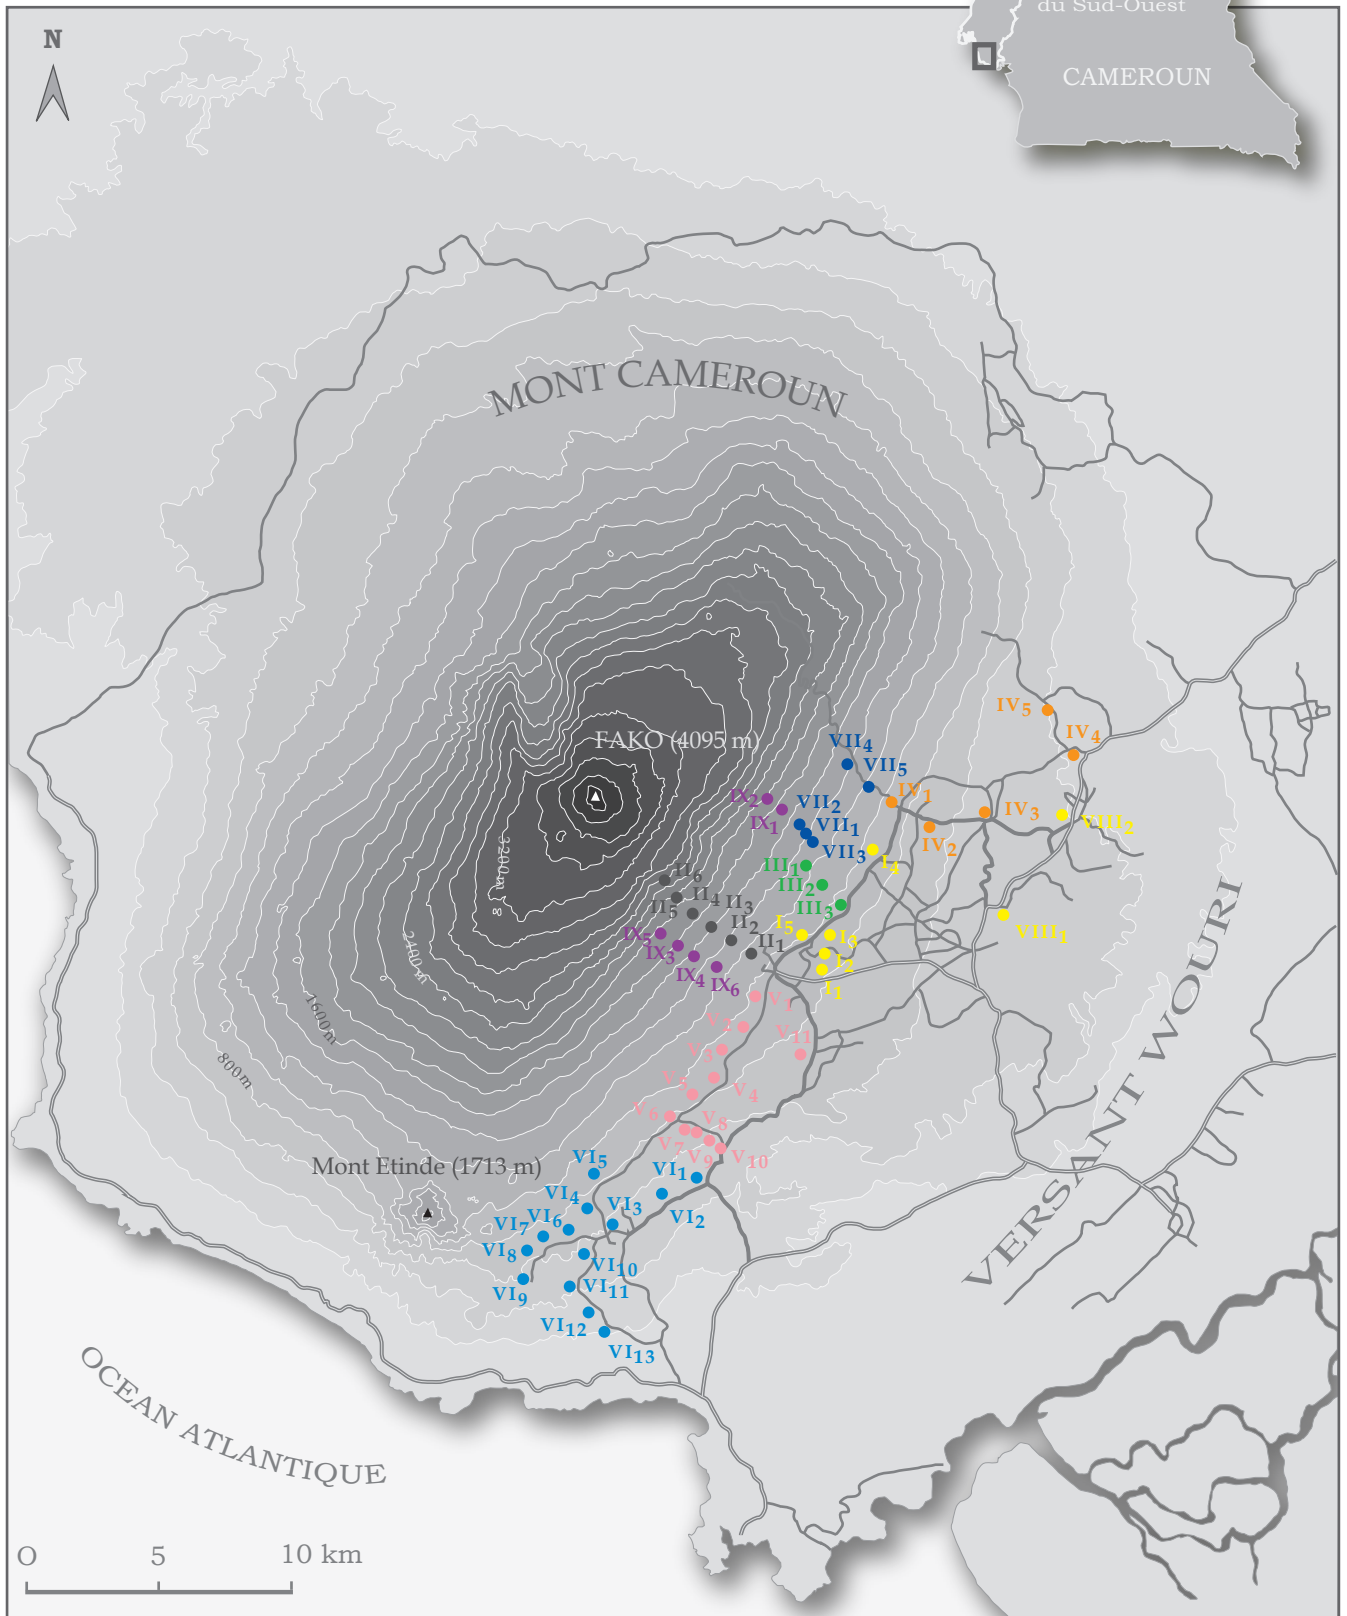 du Sud-Ouest
N
CAMEROUN
MONT CAMEROUN
IV5
IV4
FAKO (4095 m)
VII4
VII5
IX2
VII2
IV1
IX1
VII1
IV3
VIII2
VII3
IV2
3200 m
III1
I4
II6
III2
II4
II3
II5
III3
II2
I5
I3
VIII1
IX5
II1
IX3
I2
2400 m
IX4
IX6
I1
1600 m
V1
V2
V11
V3
800 m
V5
V4
V6
V8
V7
V9
V10
Mont Etinde (1713 m)
VI5
VI1
VI4
VI3
VI2
VI7
VI6
VI8
VI10
VI9
VI11
VI12
VI13
VERSANT WOURI
OCEAN ATLANTIQUE
0 5 10 km